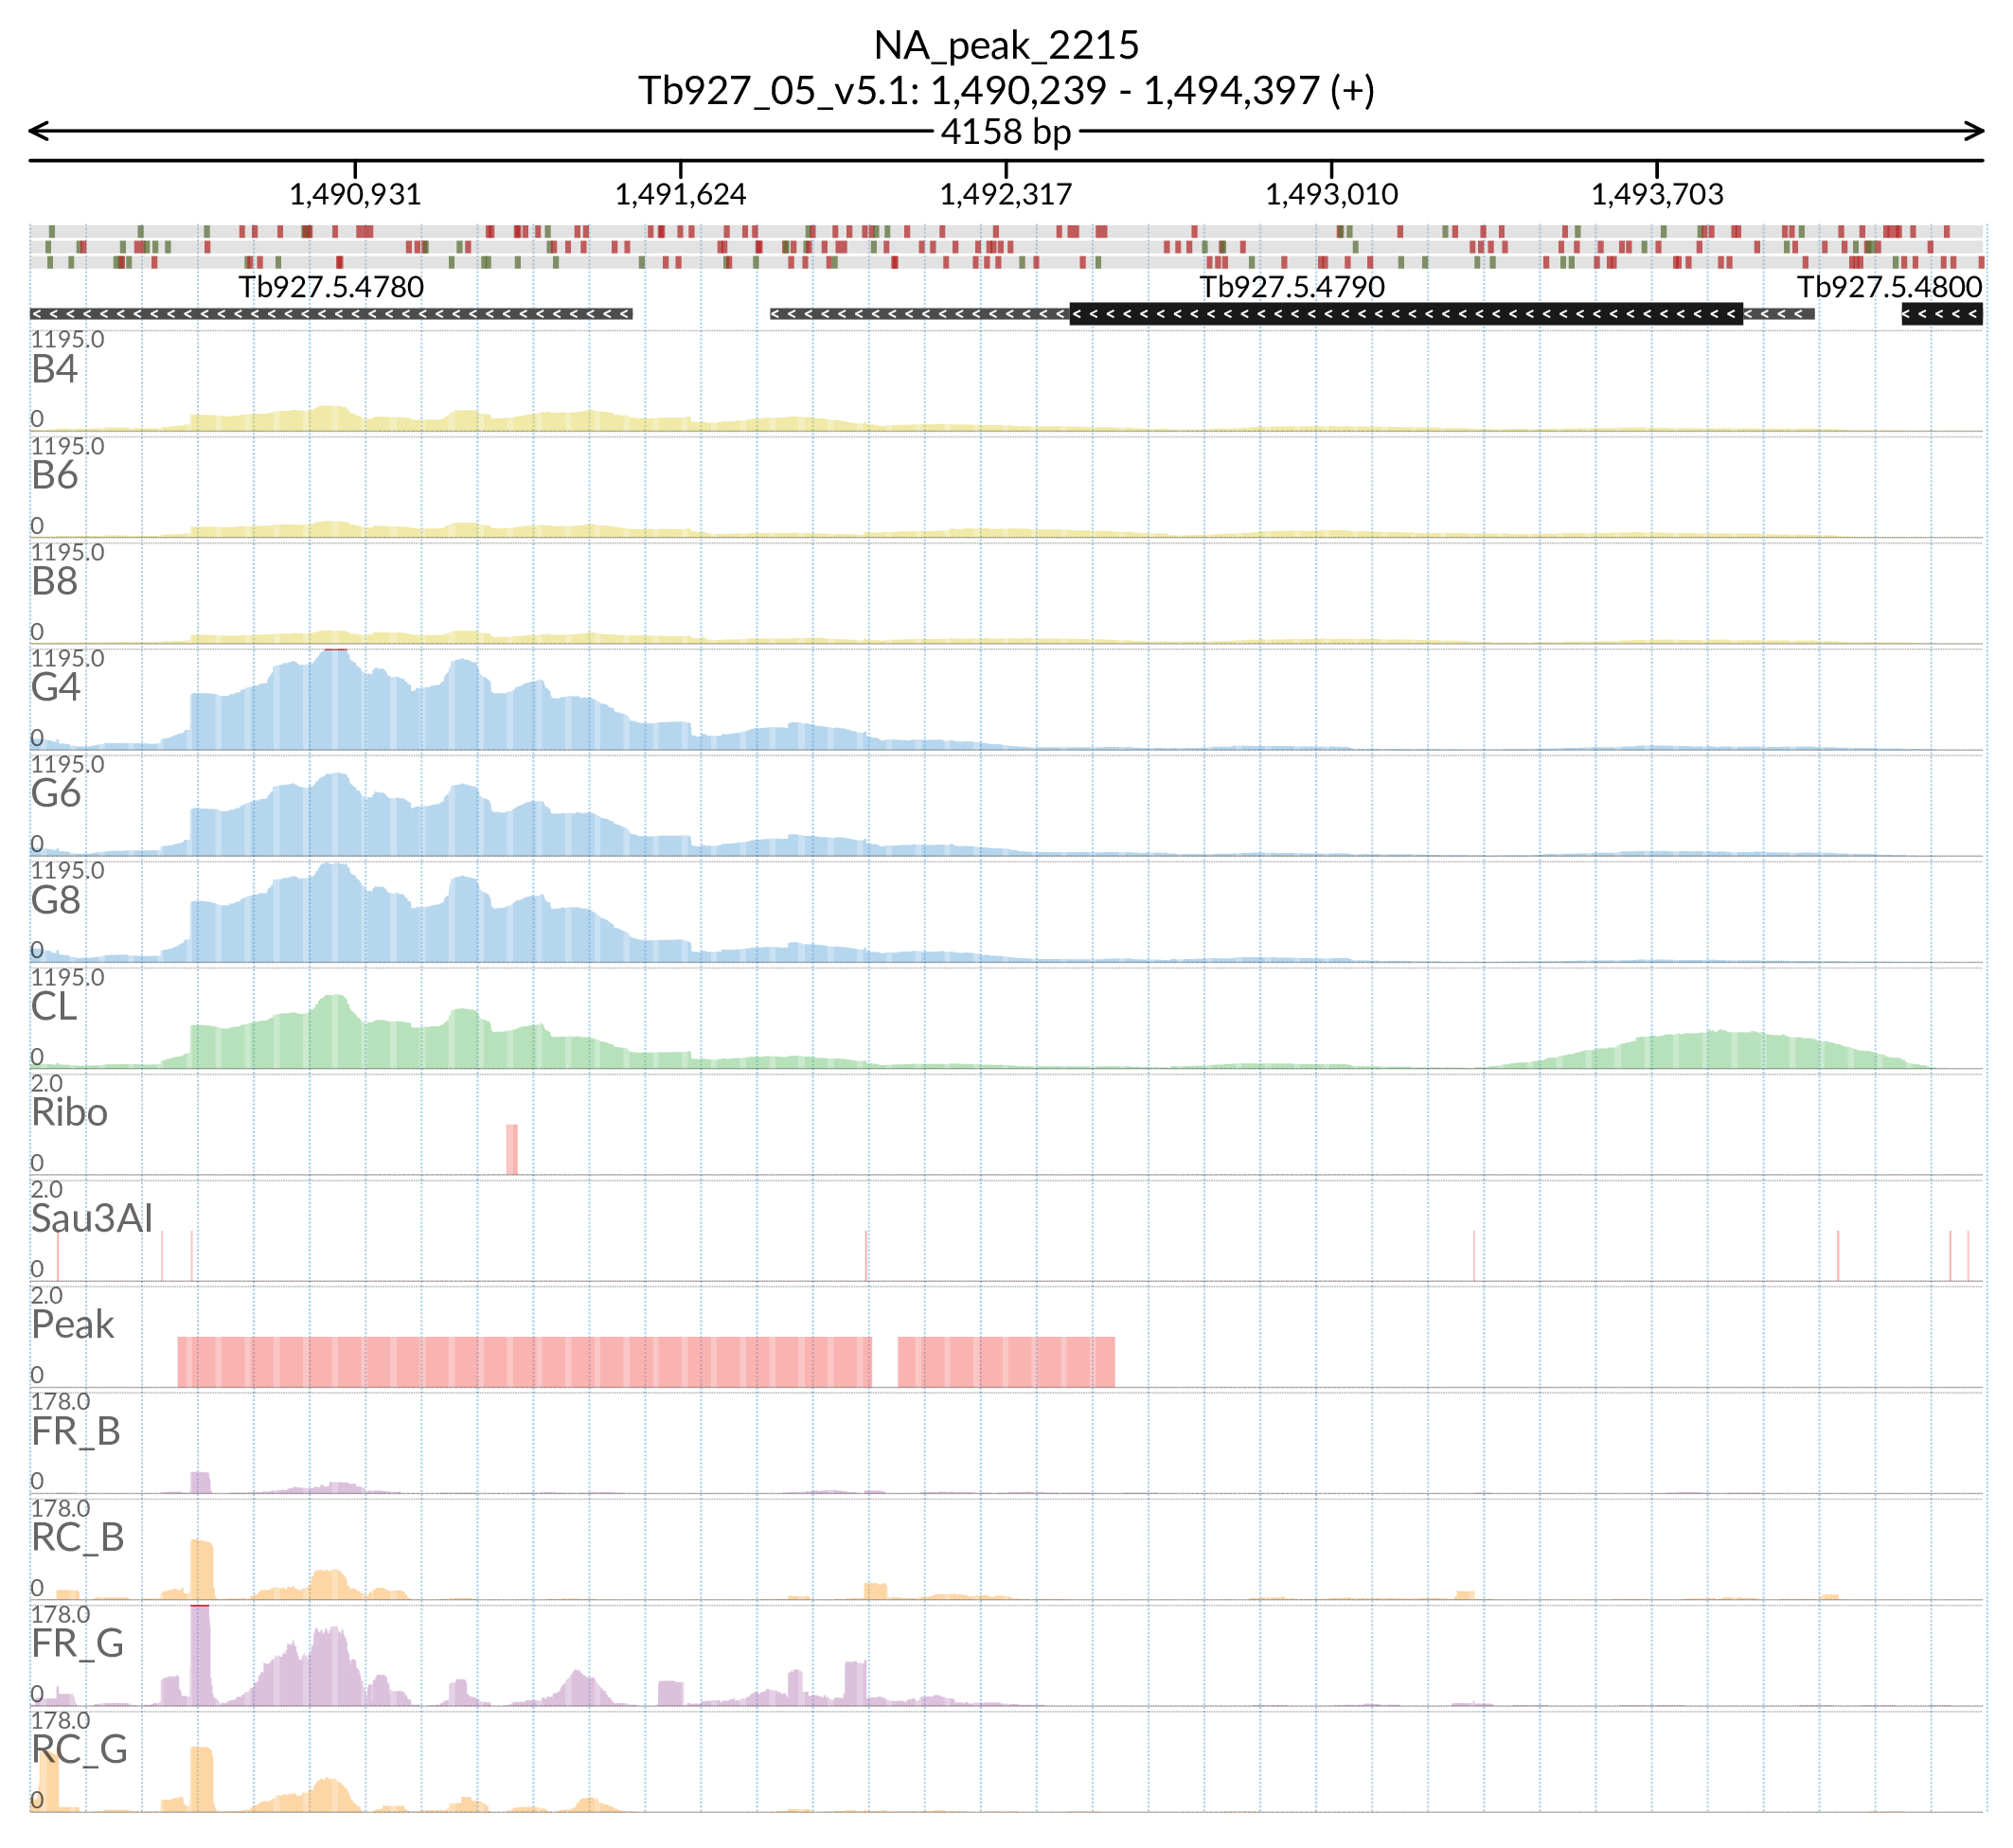 NA_peak_2215
Tb927_05_v5.1: 1,490,239 - 1,494,397 (+)
4158 bp
1,490,931 1,491,624 1,492,317 1,493,010 1,493,703
Tb927.5.4780 Tb927.5.4790 Tb927.5.4800
1195.0
B4
0
1195.0
B6
0
1195.0
B8
0
1195.0
G4
0
1195.0
G6
0
1195.0
G8
0
1195.0
CL
0
2.0
Ribo
0
2.0
Sau3AI
0
2.0
Peak
0
178.0
FR_B
0
178.0
RC_B
0
178.0
FR_G
0
178.0
RC_G
0